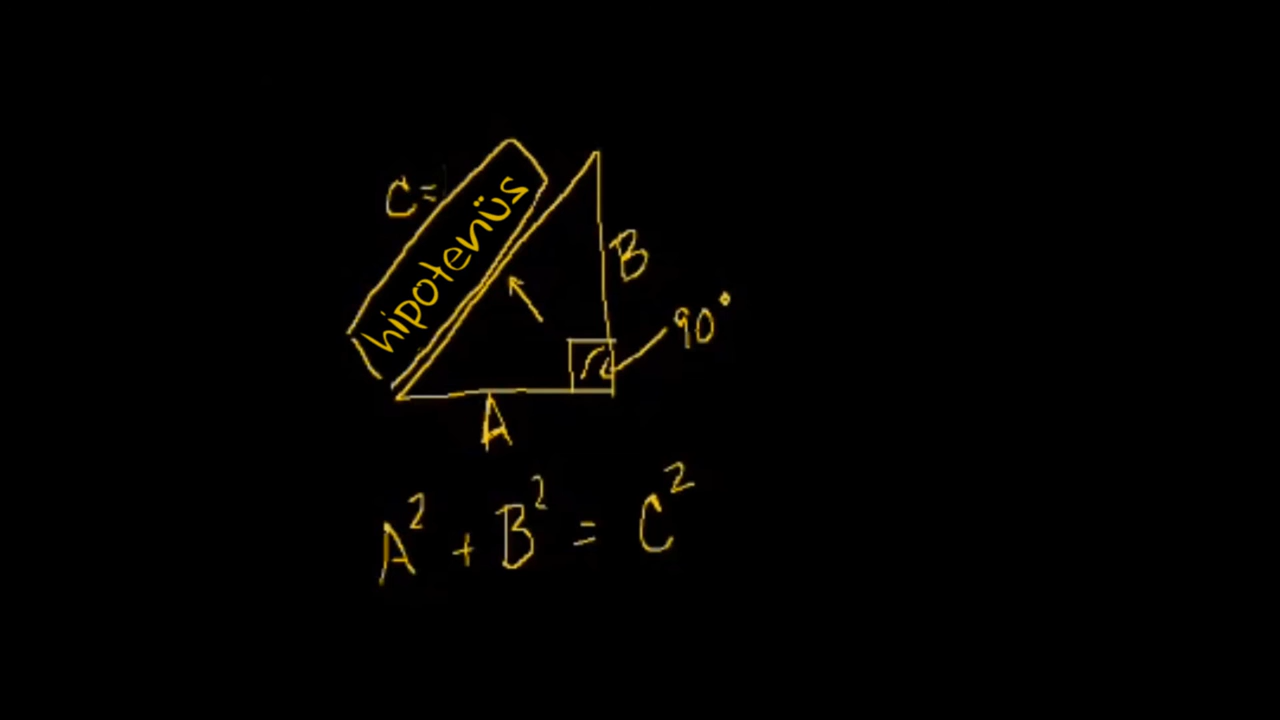 C=
hipotenüs
B
90°
A
A² + B² = C²